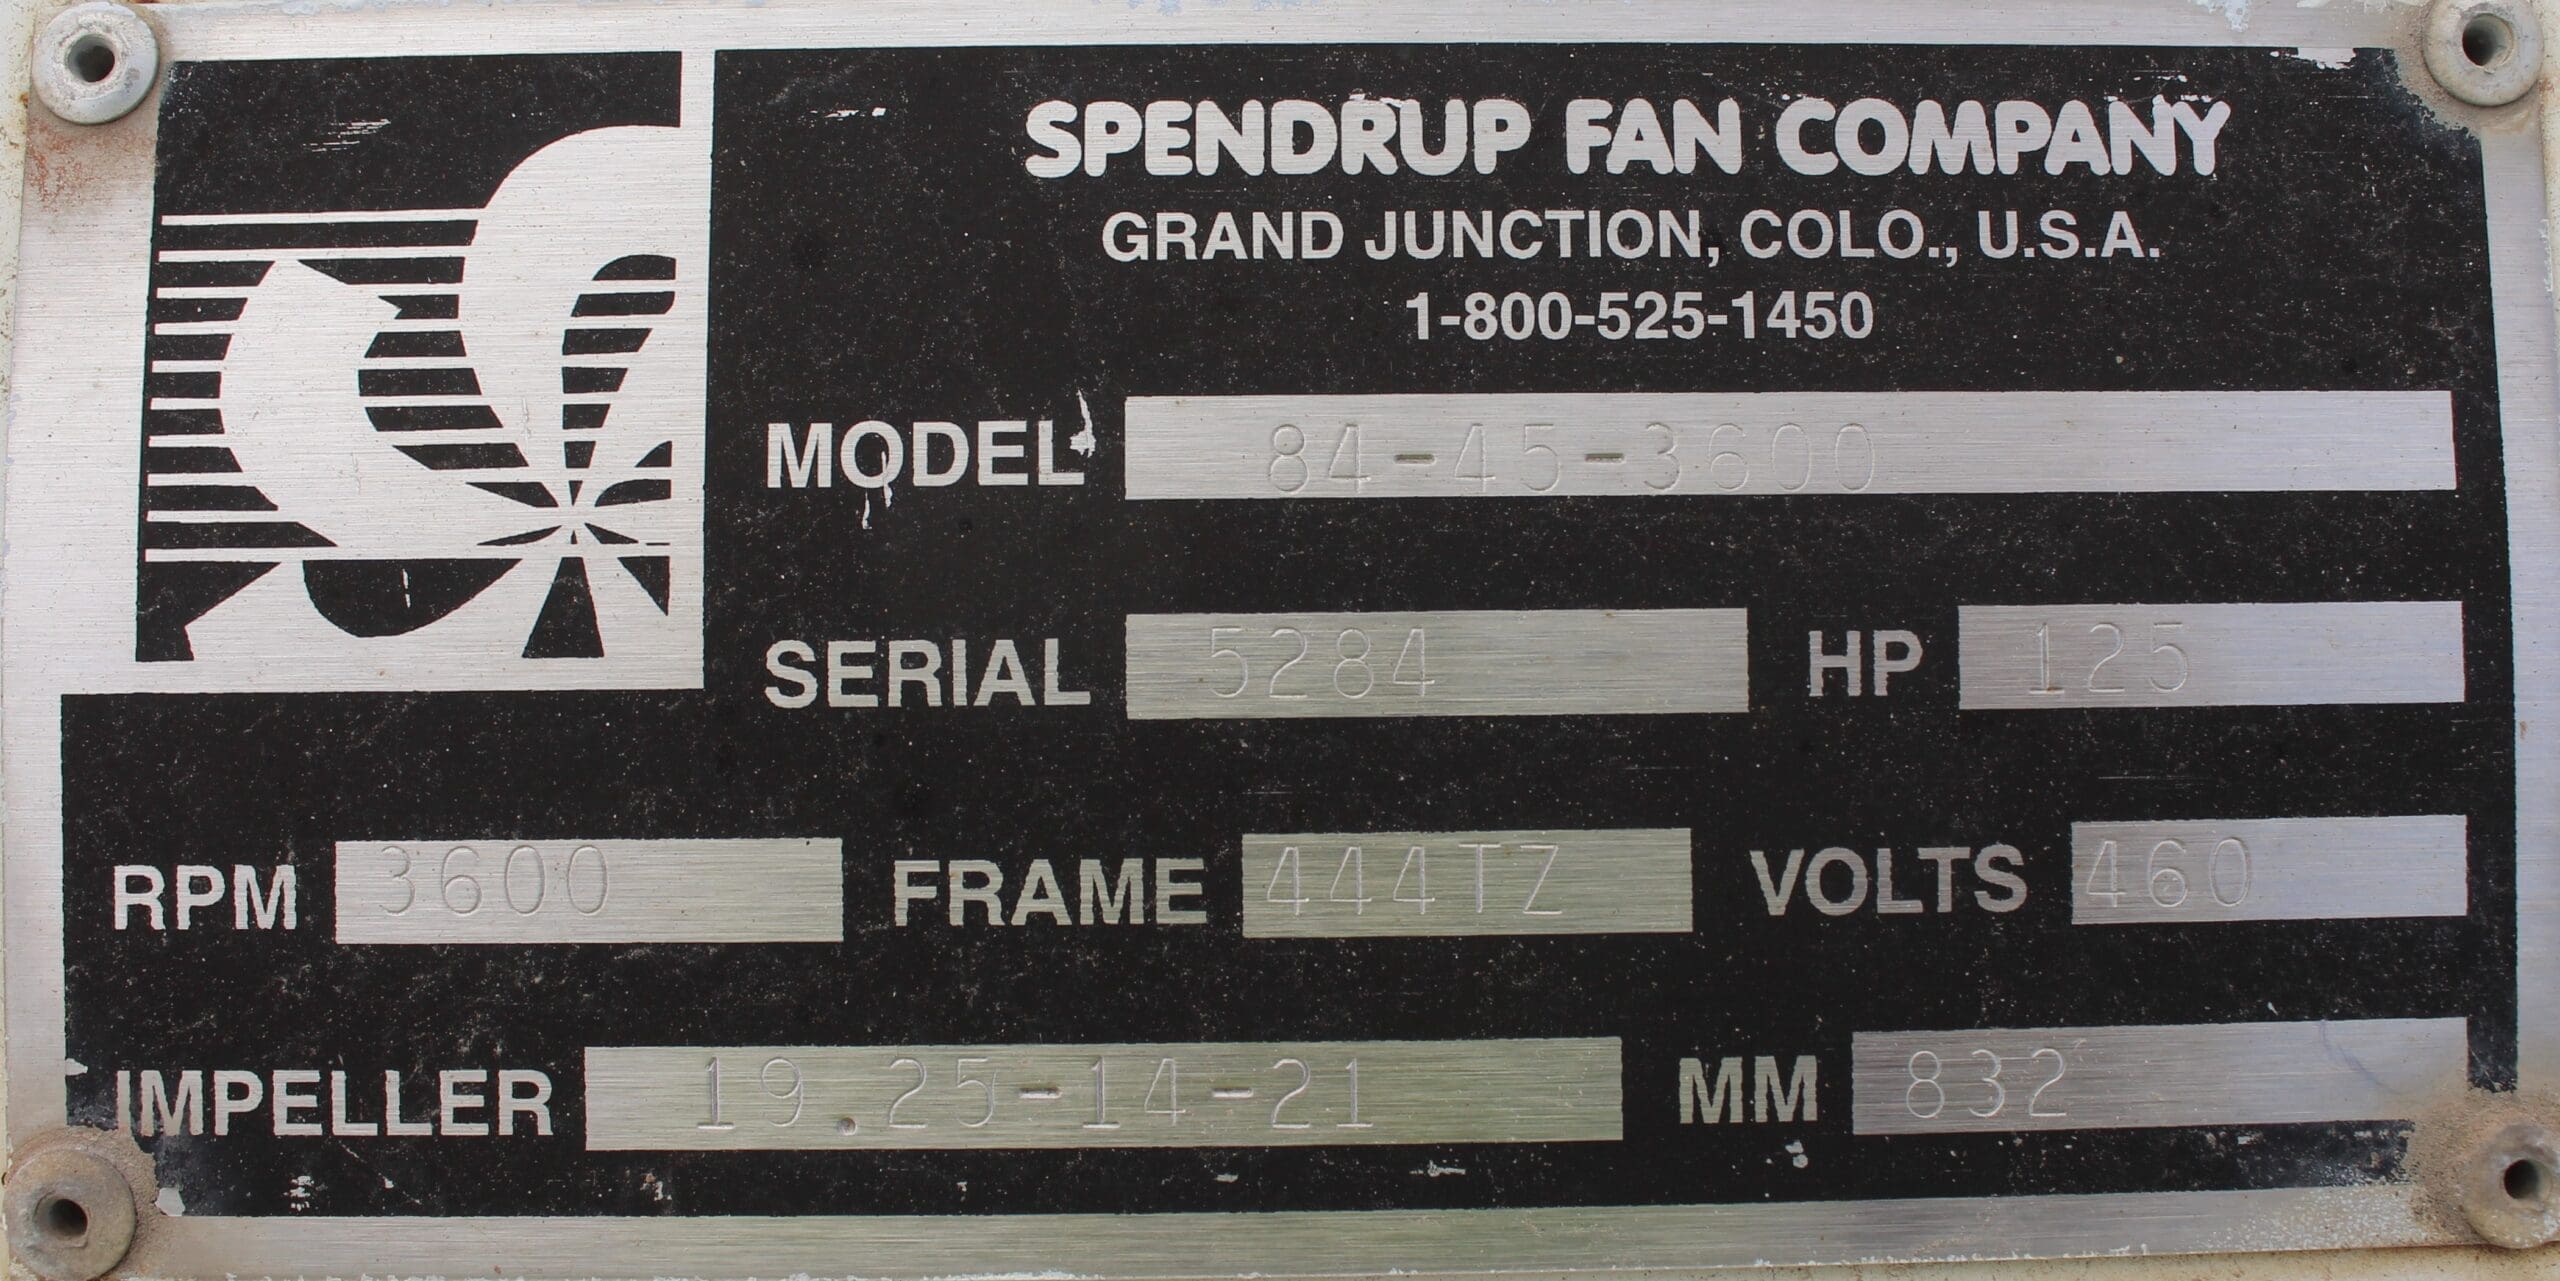 SPENDRUP FAN COMPANY
GRAND JUNCTION, COLO., U.S.A.
1-800-525-1450
MODEL 84-45-3600
SERIAL 5284 HP 125
RPM 3600 FRAME 444TZ VOLTS 460
IMPELLER 19.25-14-21 MM 832